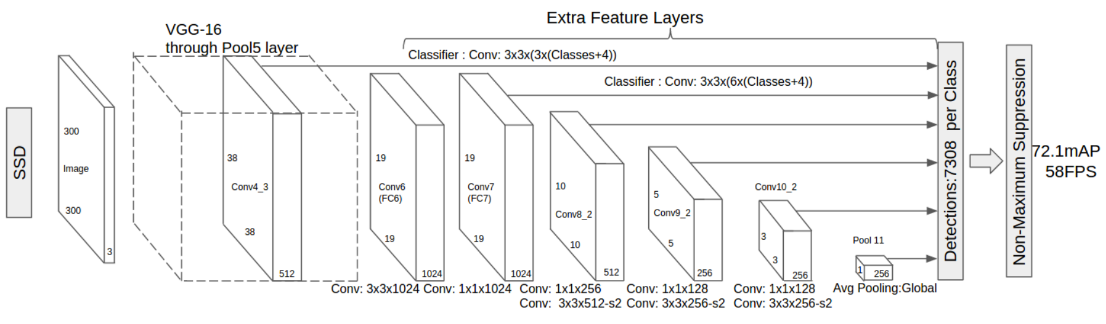 Extra Feature Layers
VGG-16
through Pool5 layer
Classifier : Conv: 3x3x(3x(Classes+4))
Classifier : Conv: 3x3x(6x(Classes+4))
SSD
300
Image
300
3
38
Conv4_3
38
512
19
Conv6
(FC6)
19
1024
19
Conv7
(FC7)
19
1024
10
Conv8_2
10
512
5
Conv9_2
5
256
Conv10_2
3
3
256
Pool 11
1
256
Conv: 3x3x1024
Conv: 1x1x1024
Conv: 1x1x256
Conv: 3x3x512-s2
Conv: 1x1x128
Conv: 3x3x256-s2
Conv: 1x1x128
Conv: 3x3x256-s2
Avg Pooling:Global
Detections:7308 per Class
Non-Maximum Suppression
72.1mAP
58FPS